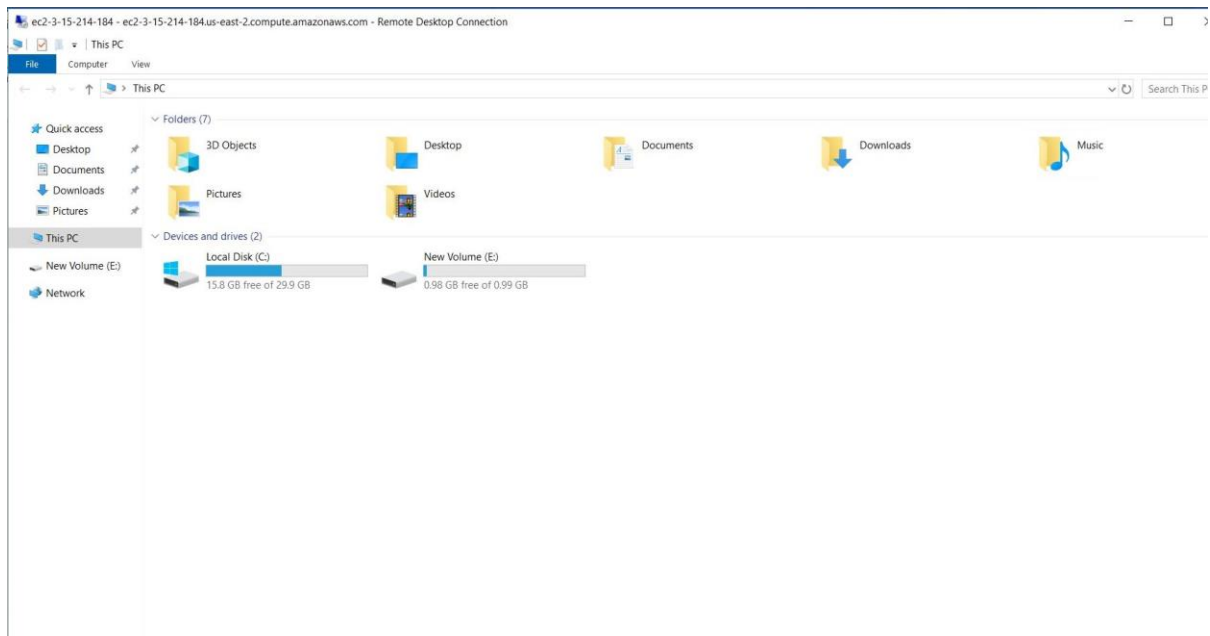 ec2-3-15-214-184 - ec2-3-15-214-184.us-east-2.compute.amazonaws.com - Remote Desktop Connection
This PC
File Computer View
This PC
Search This P
Quick access
Desktop
Documents
Downloads
Pictures
This PC
New Volume (E:)
Network
Folders (7)
3D Objects Desktop Documents Downloads Music
Pictures Videos
Devices and drives (2)
Local Disk (C:) New Volume (E:)
15.8 GB free of 29.9 GB 0.98 GB free of 0.99 GB